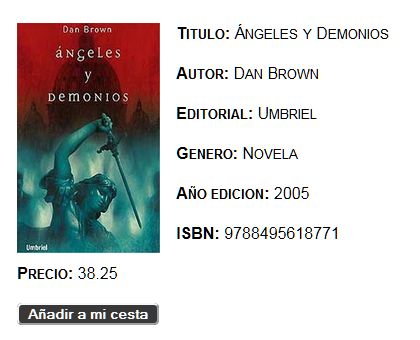 Dan Brown
ángeles
y
demonios
Umbriel
Titulo: Ángeles y Demonios
Autor: Dan Brown
Editorial: Umbriel
Genero: Novela
Año edicion: 2005
ISBN: 9788495618771
Precio: 38.25
Añadir a mi cesta